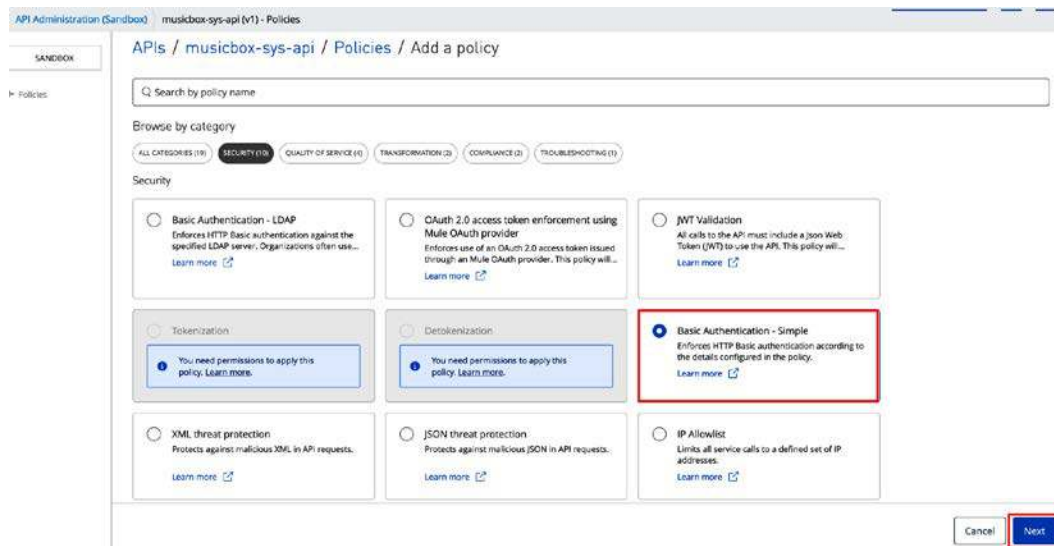 API Administration (Sandbox) musicbox-sys-api (v1) - Policies
SANDBOX
Policies
APIs / musicbox-sys-api / Policies / Add a policy
Search by policy name
Browse by category
ALL CATEGORIES (19) SECURITY (10) QUALITY OF SERVICE (4) TRANSFORMATION (2) COMPLIANCE (2) TROUBLESHOOTING (1)
Security
Basic Authentication - LDAP
Enforces HTTP Basic authentication against the
specified LDAP server. Organizations often use...
Learn more
OAuth 2.0 access token enforcement using
Mule OAuth provider
Enforces use of an OAuth 2.0 access token issued
through an Mule OAuth provider. This policy will...
Learn more
JWT Validation
All calls to the API must include a Json Web
Token (JWT) to use the API. This policy will...
Learn more
Tokenization
You need permissions to apply this
policy. Learn more.
Detokenization
You need permissions to apply this
policy. Learn more.
Basic Authentication - Simple
Enforces HTTP Basic authentication according to
the details configured in the policy.
Learn more
XML threat protection
Protects against malicious XML in API requests.
Learn more
JSON threat protection
Protects against malicious JSON in API requests.
Learn more
IP Allowlist
Limits all service calls to a defined set of IP
addresses.
Learn more
Cancel Next